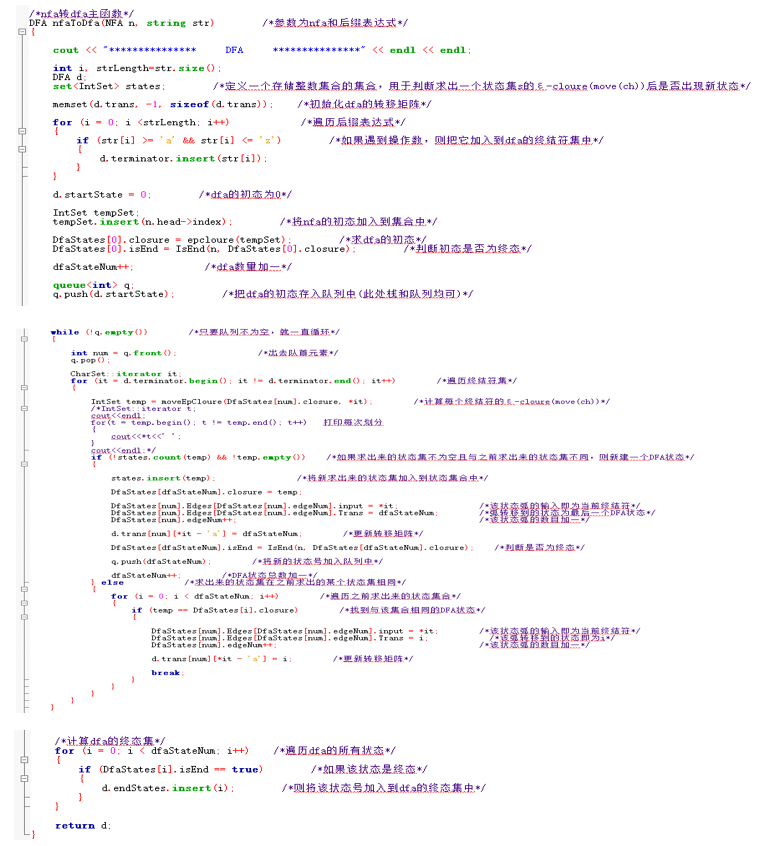 /*nfa转dfa主函数*/
DFA nfaToDfa(NFA n, string str)        /*参数为nfa和后缀表达式*/
{
    cout << "***************     DFA     ***************" << endl << endl;
    int i, strLength=str.size();
    DFA d;
    set<IntSet> states;        /*定义一个存储整数集合的集合，用于判断求出一个状态集s的ε-cloure(move(ch))后是否出现新状态*/
    memset(d.trans, -1, sizeof(d.trans));    /*初始化dfa的转移矩阵*/
    for (i = 0; i <strLength; i++)            /*遍历后缀表达式*/
    {
        if (str[i] >= 'a' && str[i] <= 'z')        /*如果遇到操作数，则把它加入到dfa的终结符集中*/
        {
            d.terminator.insert(str[i]);
        }
    }
    d.startState = 0;        /*dfa的初态为0*/
    IntSet tempSet;
    tempSet.insert(n.head->index);        /*将nfa的初态加入到集合中*/
    DfaStates[0].closure = epcloure(tempSet);        /*求dfa的初态*/
    DfaStates[0].isEnd = IsEnd(n, DfaStates[0].closure);        /*判断初态是否为终态*/
    dfaStateNum++;            /*dfa数量加一*/
    queue<int> q;
    q.push(d.startState);        /*把dfa的初态存入队列中(此处栈和队列均可)*/
    while (!q.empty())        /*只要队列不为空，就一直循环*/
    {
        int num = q.front();                /*出去队首元素*/
        q.pop();
        CharSet::iterator it;
        for (it = d.terminator.begin(); it != d.terminator.end(); it++)        /*遍历终结符集*/
        {
            IntSet temp = moveEpCloure(DfaStates[num].closure, *it);        /*计算每个终结符的ε-cloure(move(ch))*/
            /*IntSet::iterator t;
            cout<<endl;
            for(t = temp.begin(); t != temp.end(); t++)   打印每次划分
            {
                cout<<*t<<' ';
            }
            cout<<endl;*/
            if (!states.count(temp) && !temp.empty())    /*如果求出来的状态集不为空且与之前求出来的状态集不同，则新建一个DFA状态*/
            {
                states.insert(temp);                /*将新求出来的状态集加入到状态集合中*/
                DfaStates[dfaStateNum].closure = temp;
                DfaStates[num].Edges[DfaStates[num].edgeNum].input = *it;        /*该状态弧的输入即为当前终结符*/
                DfaStates[num].Edges[DfaStates[num].edgeNum].Trans = dfaStateNum;        /*弧转移到的状态为最后一个DFA状态*/
                DfaStates[num].edgeNum++;        /*该状态弧的数目加一*/
                d.trans[num][*it - 'a'] = dfaStateNum;        /*更新转移矩阵*/
                DfaStates[dfaStateNum].isEnd = IsEnd(n, DfaStates[dfaStateNum].closure);    /*判断是否为终态*/
                q.push(dfaStateNum);        /*将新的状态号加入队列中*/
                dfaStateNum++;        /*DFA状态总数加一*/
            } else            /*求出来的状态集在之前求出的某个状态集相同*/
            {
                for (i = 0; i < dfaStateNum; i++)        /*遍历之前求出来的状态集合*/
                {
                    if (temp == DfaStates[i].closure)        /*找到与该集合相同的DFA状态*/
                    {
                        DfaStates[num].Edges[DfaStates[num].edgeNum].input = *it;        /*该状态弧的输入即为当前终结符*/
                        DfaStates[num].Edges[DfaStates[num].edgeNum].Trans = i;        /*该弧转移到的状态即为i*/
                        DfaStates[num].edgeNum++;        /*该状态弧的数目加一*/
                        d.trans[num][*it - 'a'] = i;        /*更新转移矩阵*/
                        break;
                    }
                }
            }
        }
    }
    /*计算dfa的终态集*/
    for (i = 0; i < dfaStateNum; i++)    /*遍历dfa的所有状态*/
    {
        if (DfaStates[i].isEnd == true)        /*如果该状态是终态*/
        {
            d.endStates.insert(i);        /*则将该状态号加入到dfa的终态集中*/
        }
    }
    return d;
}